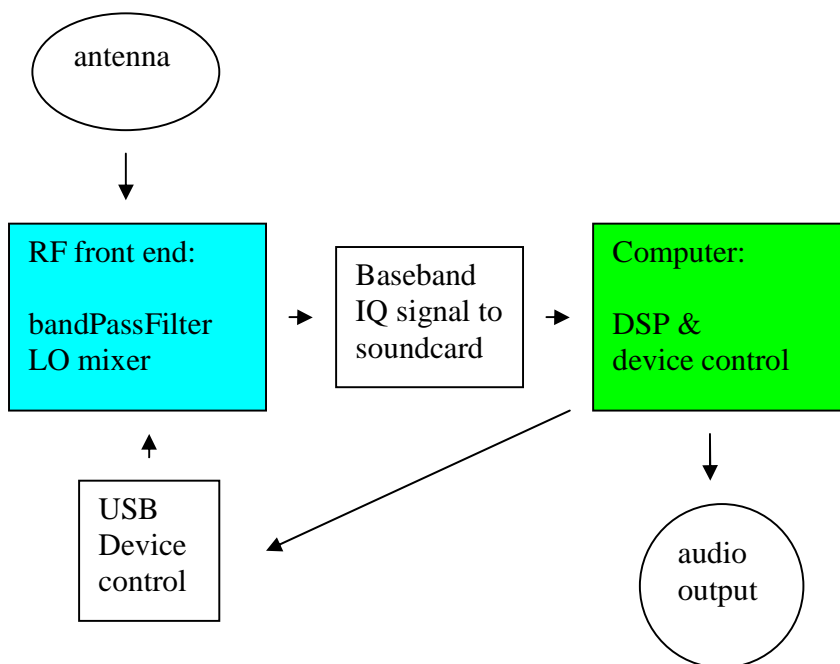 antenna
RF front end:
bandPassFilter
LO mixer
Baseband
IQ signal to
soundcard
Computer:
DSP &
device control
USB
Device
control
audio
output